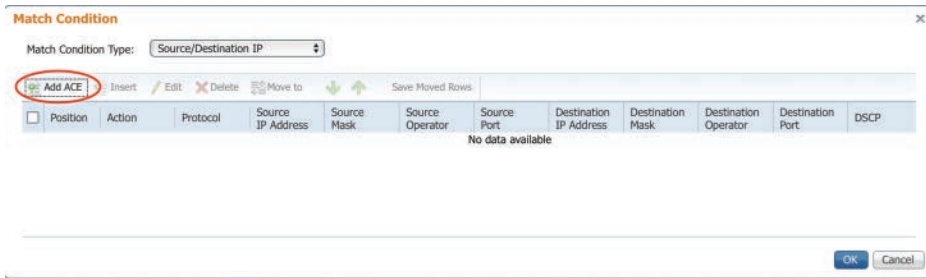 Match Condition
Match Condition Type: Source/Destination IP
Add ACE Insert Edit Delete Move to Save Moved Rows
Position Action Protocol Source IP Address Source Mask Source Operator Source Port Destination IP Address Destination Mask Destination Operator Destination Port DSCP
No data available
OK Cancel